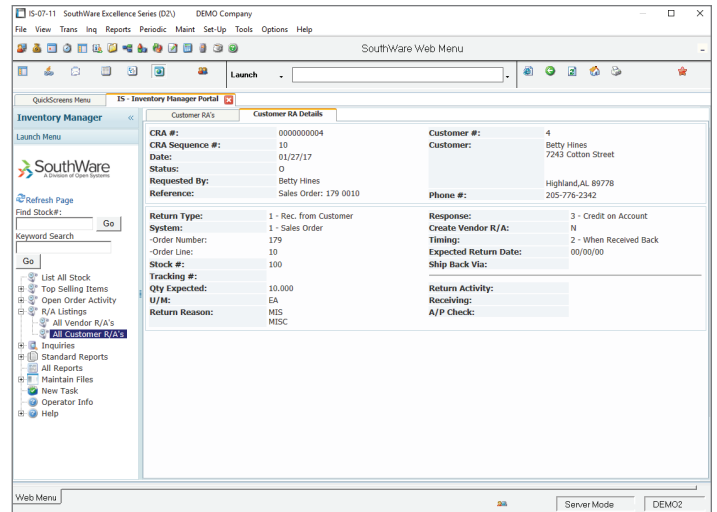 IS-07-11 SouthWare Excellence Series (D2\) DEMO Company
File View Trans Inq Reports Periodic Maint Set-Up Tools Options Help
SouthWare Web Menu
Launch
QuickScreens Menu
IS - Inventory Manager Portal
Inventory Manager «
Launch Menu
SouthWare
A Division of Open Systems
Refresh Page
Find Stock#:
Go
Keyword Search
Go
List All Stock
Top Selling Items
Open Order Activity
R/A Listings
All Vendor R/A's
All Customer R/A's
Inquiries
Standard Reports
All Reports
Maintain Files
New Task
Operator Info
Help
Customer RA's
Customer RA Details
CRA #: 0000000004 Customer #: 4
CRA Sequence #: 10 Customer: Betty Hines
Date: 01/27/17 7243 Cotton Street
Status: O
Requested By: Betty Hines Highland,AL 89778
Reference: Sales Order: 179 0010 Phone #: 205-776-2342
Return Type: 1 - Rec. from Customer Response: 3 - Credit on Account
System: 1 - Sales Order Create Vendor R/A: N
-Order Number: 179 Timing: 2 - When Received Back
-Order Line: 10 Expected Return Date: 00/00/00
Stock #: 100 Ship Back Via:
Tracking #:
Qty Expected: 10.000 Return Activity:
U/M: EA Receiving:
Return Reason: MIS A/P Check:
MISC
Web Menu
Server Mode
DEMO2